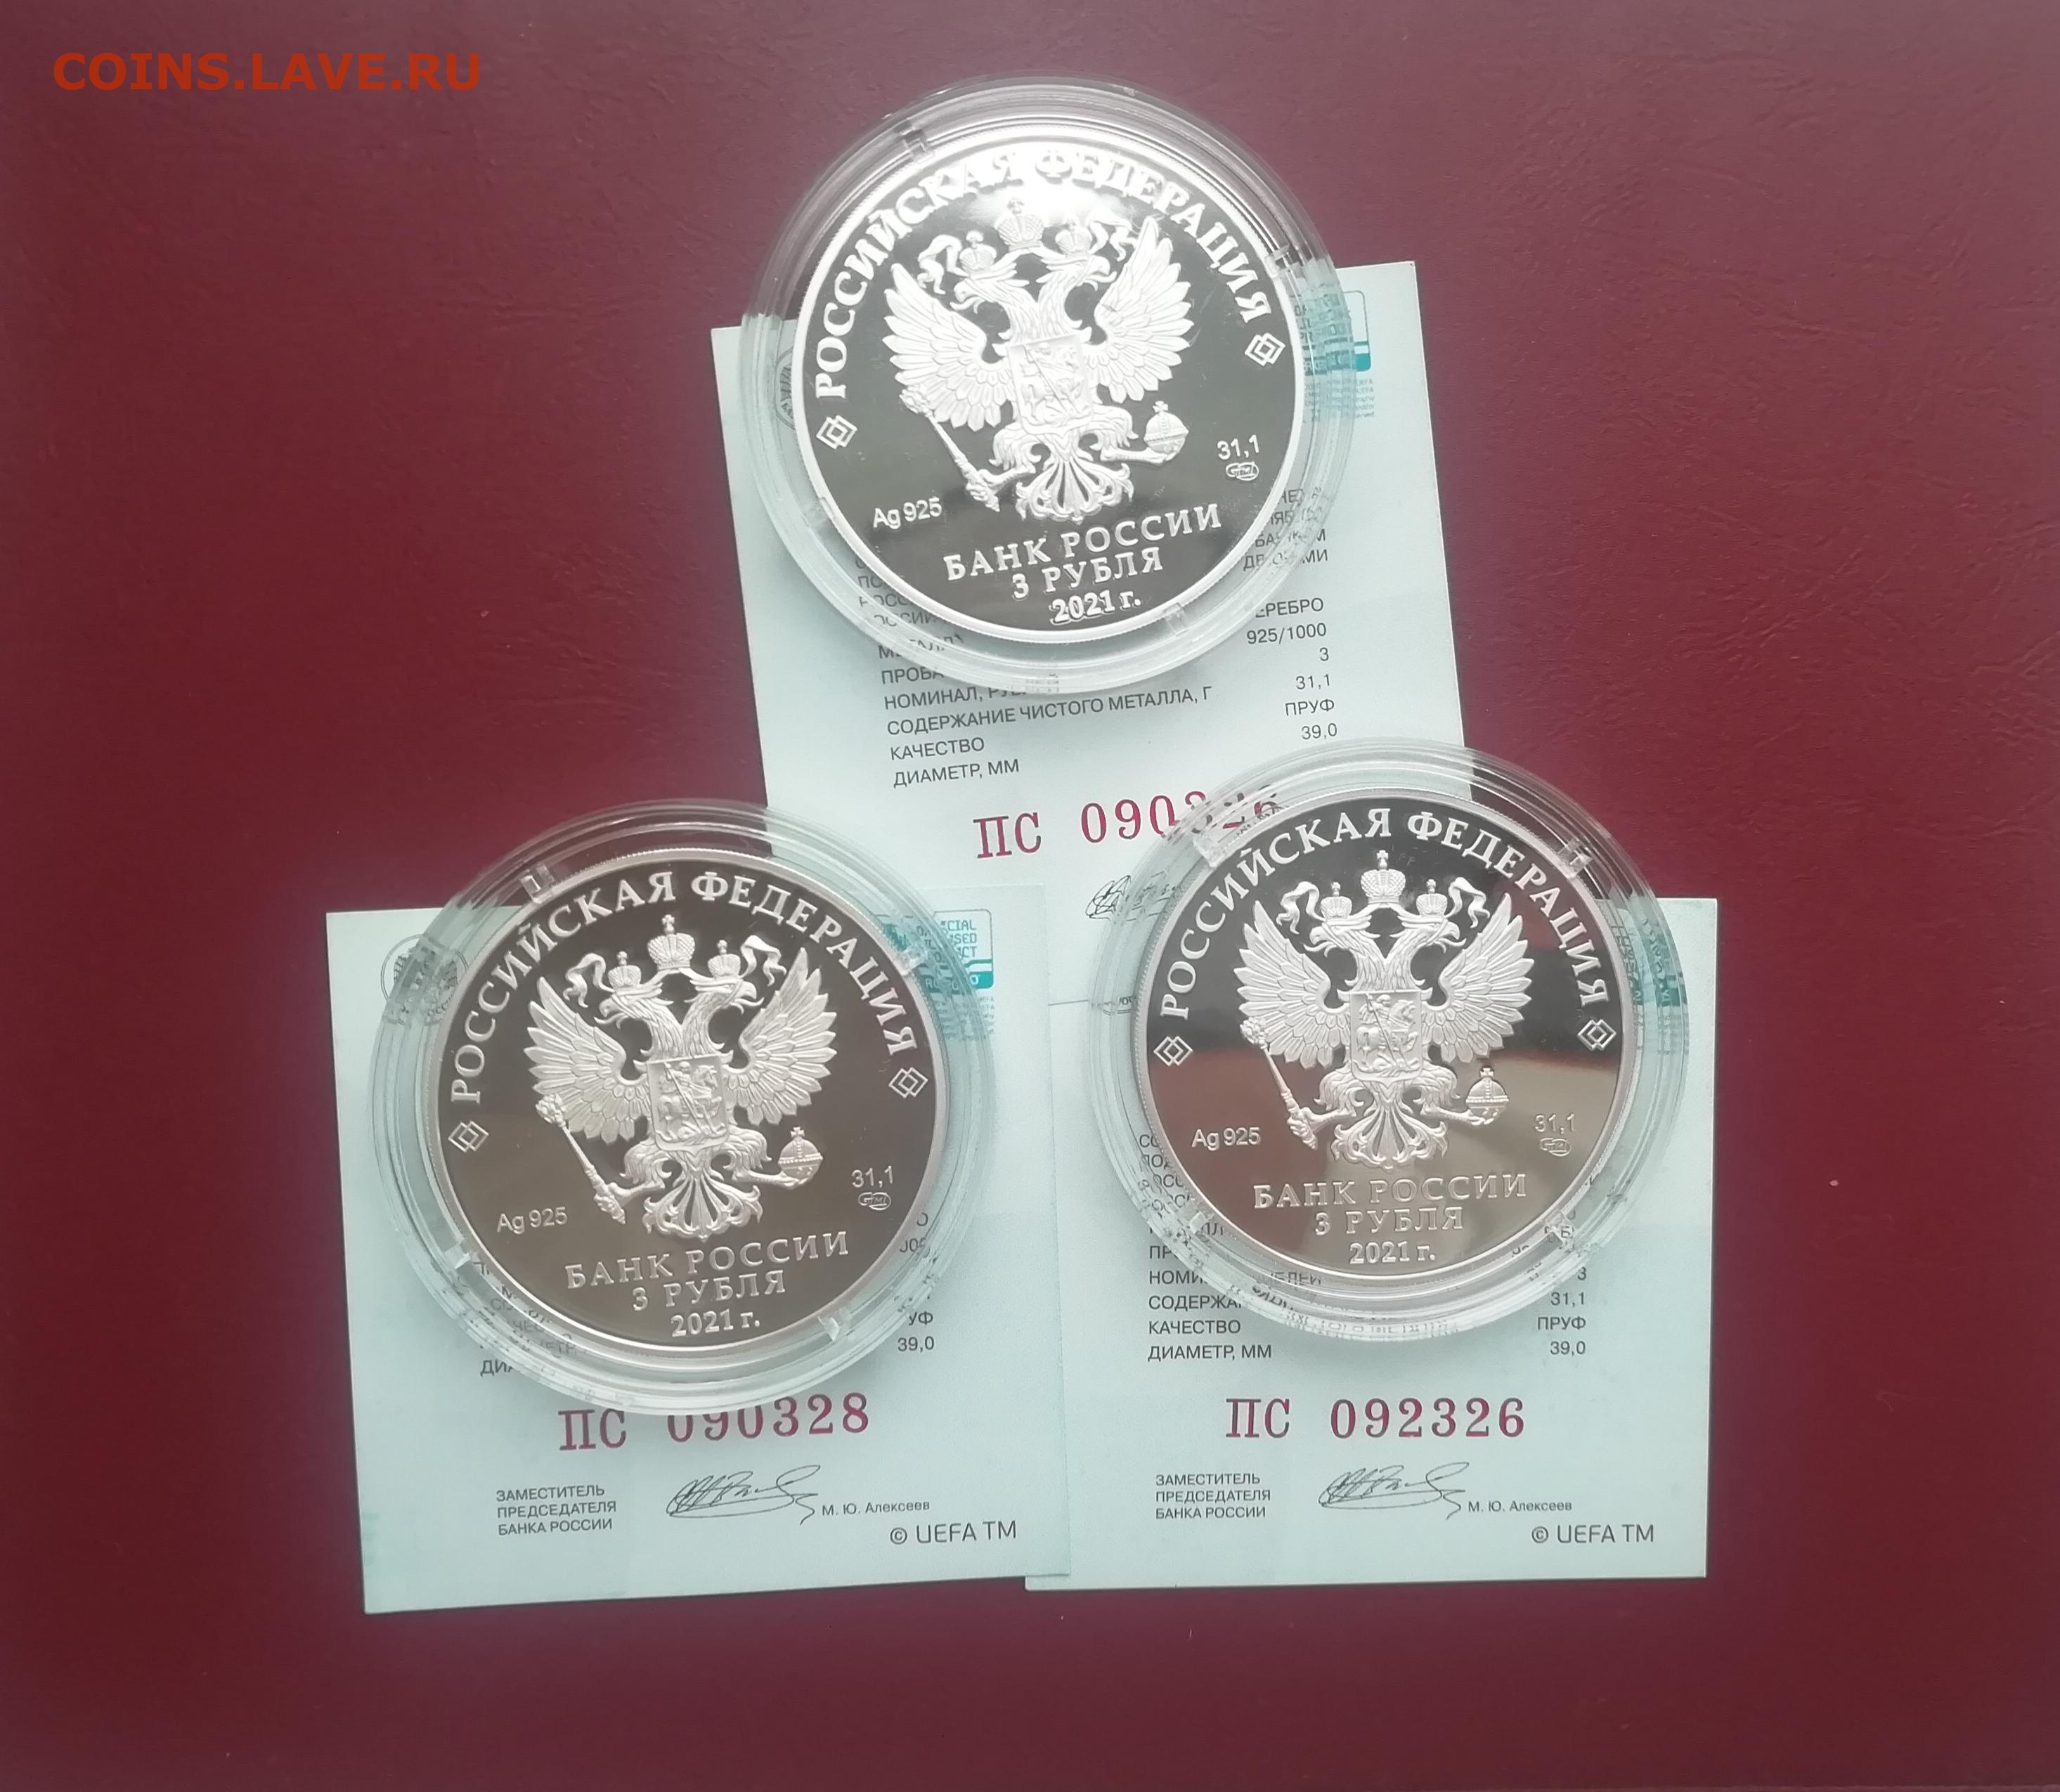 COINS.LAVE.RU
РОССИЙСКАЯ ФЕДЕРАЦИЯ
Ag 925
31,1
БАНК РОССИИ
3 РУБЛЯ
2021 г.
925/1000
3
СОДЕРЖАНИЕ ЧИСТОГО МЕТАЛЛА, Г 31,1
КАЧЕСТВО ПРУФ
ДИАМЕТР, ММ 39,0
ПС
РОССИЙСКАЯ ФЕДЕРАЦИЯ
Ag 925
31,1
БАНК РОССИИ
3 РУБЛЯ
2021 г.
39,0
ПС 090328
ЗАМЕСТИТЕЛЬ
ПРЕДСЕДАТЕЛЯ
БАНКА РОССИИ
М. Ю. Алексеев
© UEFA TM
РОССИЙСКАЯ ФЕДЕРАЦИЯ
Ag 925
31,1
БАНК РОССИИ
3 РУБЛЯ
2021 г.
3
31,1
КАЧЕСТВО ПРУФ
ДИАМЕТР, ММ 39,0
ПС 092326
ЗАМЕСТИТЕЛЬ
ПРЕДСЕДАТЕЛЯ
БАНКА РОССИИ
М. Ю. Алексеев
© UEFA TM